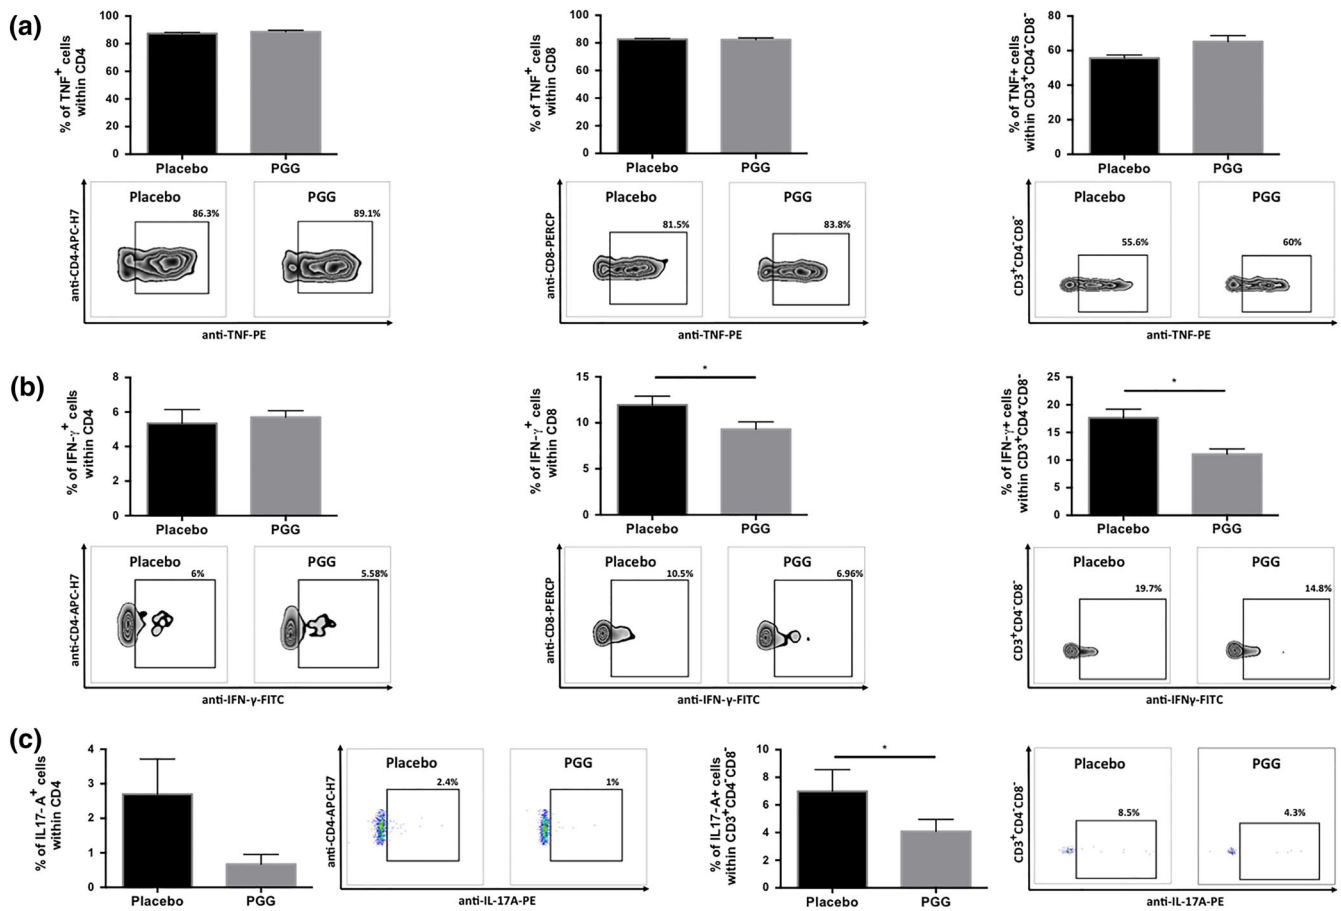 (a)
% of TNF+ cells
within CD4
100
80
60
40
20
0
Placebo PGG
% of TNF+ cells
within CD8
100
80
60
40
20
0
Placebo PGG
% of TNF+ cells
within CD3+CD4-CD8-
80
60
40
20
0
Placebo PGG
anti-CD4-APC-H7
Placebo
86.3%
PGG
89.1%
anti-TNF-PE
anti-CD8-PERCP
Placebo
81.5%
PGG
83.8%
anti-TNF-PE
CD3+CD4-CD8-
Placebo
55.6%
PGG
60%
anti-TNF-PE
(b)
% of IFN-γ+ cells
within CD4
8
6
4
2
0
Placebo PGG
% of IFN-γ+ cells
within CD8
15
10
5
0
*
Placebo PGG
% of IFN-γ+ cells
within CD3+CD4-CD8-
25
20
15
10
5
0
*
Placebo PGG
anti-CD4-APC-H7
Placebo
6%
PGG
5.58%
anti-IFN-γ-FITC
anti-CD8-PERCP
Placebo
10.5%
PGG
6.96%
anti-IFN-γ-FITC
CD3+CD4-CD8-
Placebo
19.7%
PGG
14.8%
anti-IFNγ-FITC
(c)
% of IL17-A+ cells
within CD4
4
3
2
1
0
Placebo PGG
anti-CD4-APC-H7
Placebo
2.4%
PGG
1%
anti-IL-17A-PE
% of IL17-A+ cells
within CD3+CD4-CD8-
10
8
6
4
2
0
*
Placebo PGG
CD3+CD4-CD8-
Placebo
8.5%
PGG
4.3%
anti-IL-17A-PE